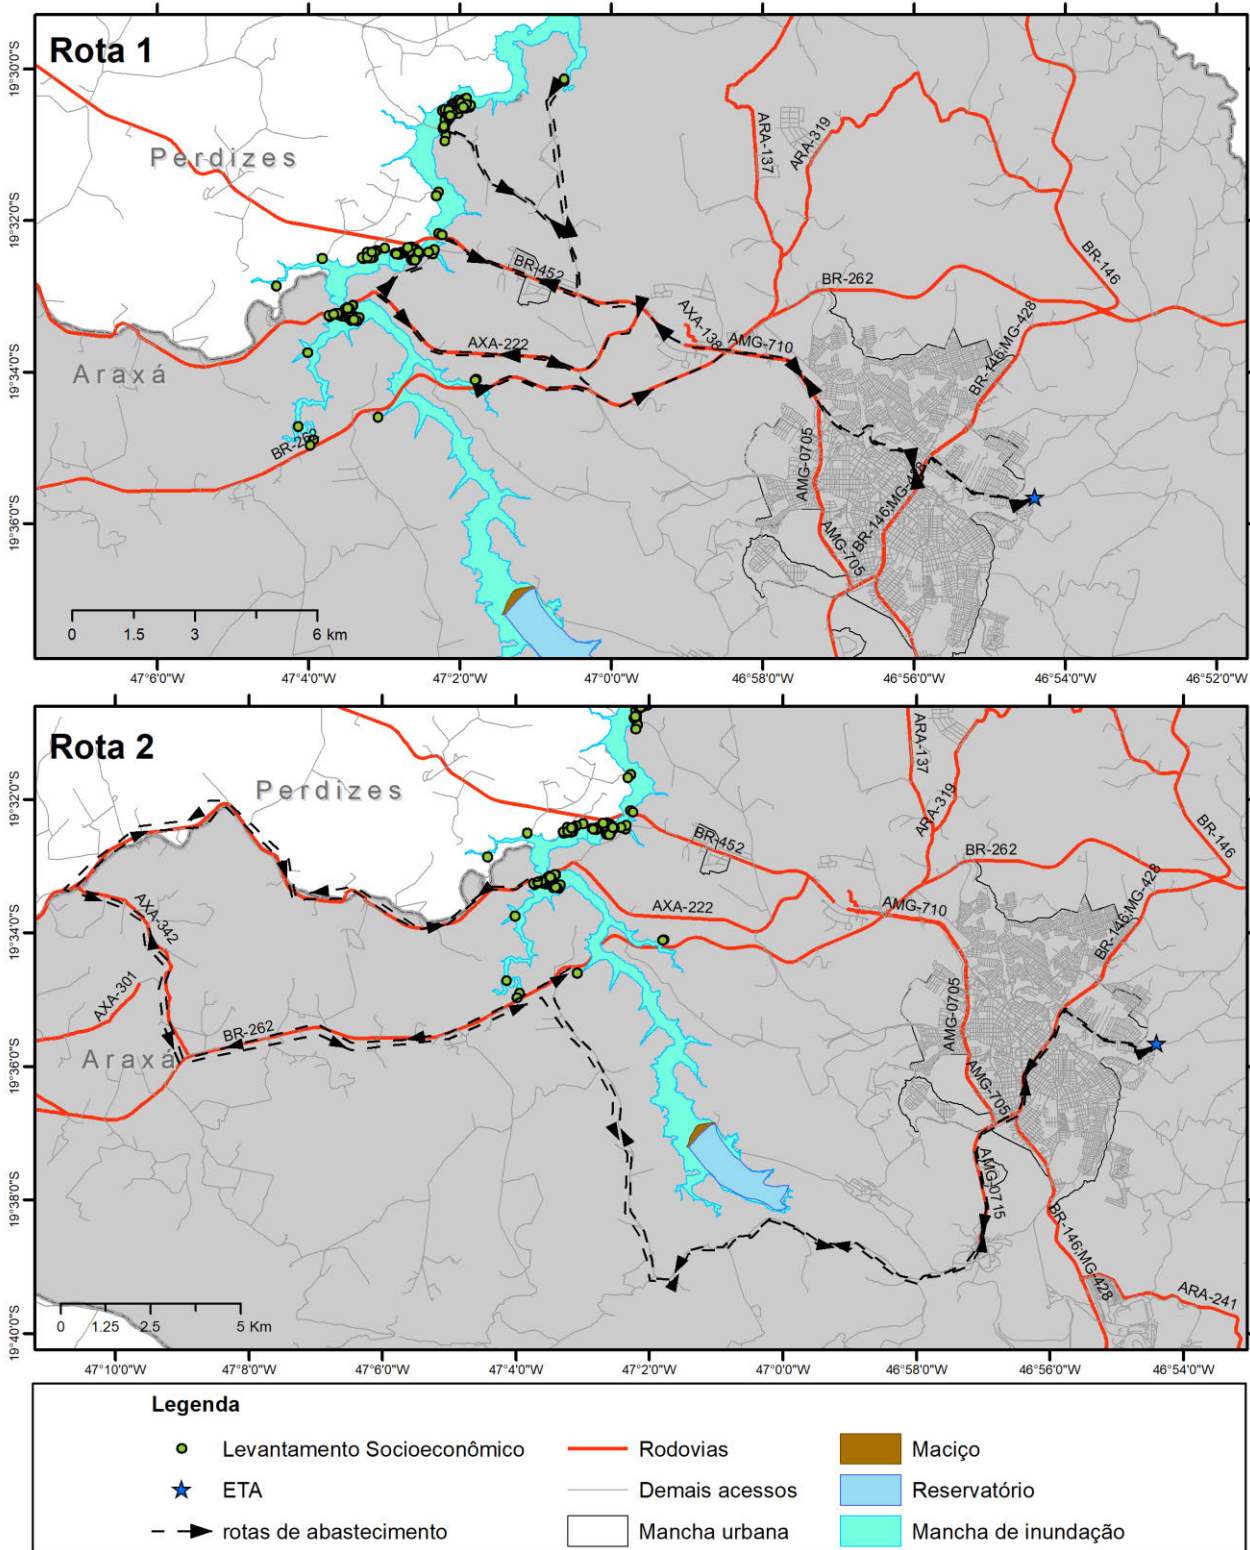 Rota 1
Perdizes
Araxá
ARA-137
ARA-319
BR-146
BR-452
BR-262
AXA-138
AMG-710
AXA-222
BR-146;MG-428
BR-262
AMG-0705
BR-146;MG-428
AMG-705
19°30'0"S
19°32'0"S
19°34'0"S
19°36'0"S
0 1.5 3 6 km
47°6'0"W 47°4'0"W 47°2'0"W 47°0'0"W 46°58'0"W 46°56'0"W 46°54'0"W 46°52'0"W
Rota 2
Perdizes
Araxá
ARA-137
ARA-319
BR-146
BR-452
BR-262
BR-146;MG-428
AXA-222
AMG-710
AXA-342
AXA-301
BR-262
AMG-0705
AMG-705
AMG-0715
BR-146;MG-428
ARA-241
19°32'0"S
19°34'0"S
19°36'0"S
19°38'0"S
19°40'0"S
0 1.25 2.5 5 Km
47°10'0"W 47°8'0"W 47°6'0"W 47°4'0"W 47°2'0"W 47°0'0"W 46°58'0"W 46°56'0"W 46°54'0"W
Legenda
Levantamento Socioeconômico
Rodovias
Maciço
ETA
Demais acessos
Reservatório
rotas de abastecimento
Mancha urbana
Mancha de inundação